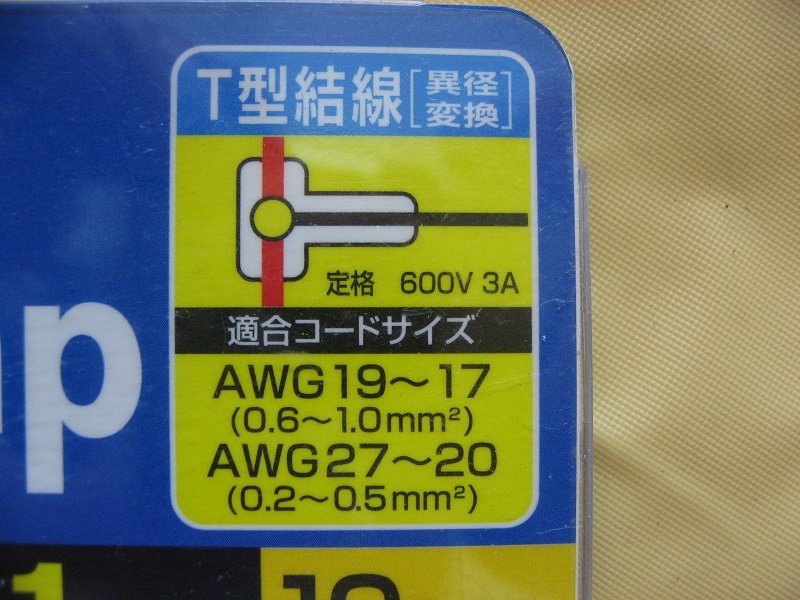 T型結線[異径変換]
定格 600V 3A
適合コードサイズ
AWG19～17
(0.6～1.0mm²)
AWG27～20
(0.2～0.5mm²)